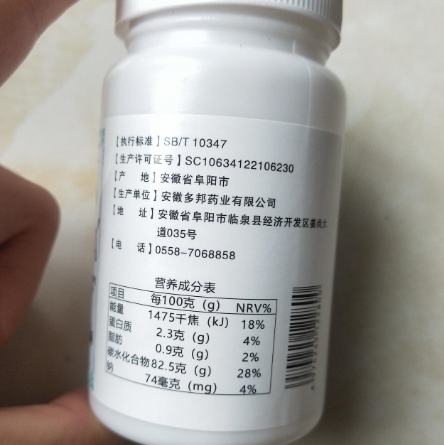 【执行标准】SB/T 10347
【生产许可证号】SC10634122106230
【产 地】安徽省阜阳市
【生产单位】安徽多邦药业有限公司
【地 址】安徽省阜阳市临泉县经济开发区姜尚大
道035号
【电 话】0558-7068858
营养成分表
项目 每100克（g） NRV%
能量 1475千焦（kJ） 18%
蛋白质 2.3克（g） 4%
脂肪 0.9克（g） 2%
碳水化合物 82.5克（g） 28%
钠 74毫克（mg） 4%